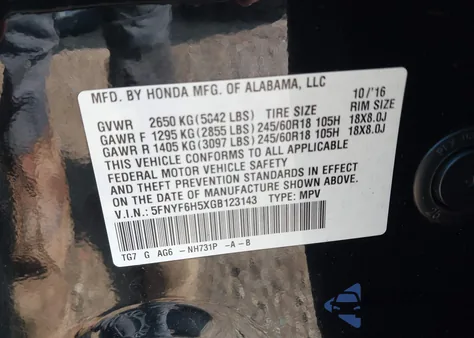 MFD. BY HONDA MFG. OF ALABAMA, LLC 10/'16
GVWR 2650 KG (5842 LBS) TIRE SIZE RIM SIZE
GAWR F 1295 KG (2855 LBS) 245/60R18 105H 18X8.0J
GAWR R 1405 KG (3097 LBS) 245/60R18 105H 18X8.0J
THIS VEHICLE CONFORMS TO ALL APPLICABLE
FEDERAL MOTOR VEHICLE SAFETY
AND THEFT PREVENTION STANDARDS IN EFFECT
ON THE DATE OF MANUFACTURE SHOWN ABOVE.
V.I.N.: 5FNYF6H5XGB123143 TYPE: MPV
TG7 G AG6 -NH731P -A-B